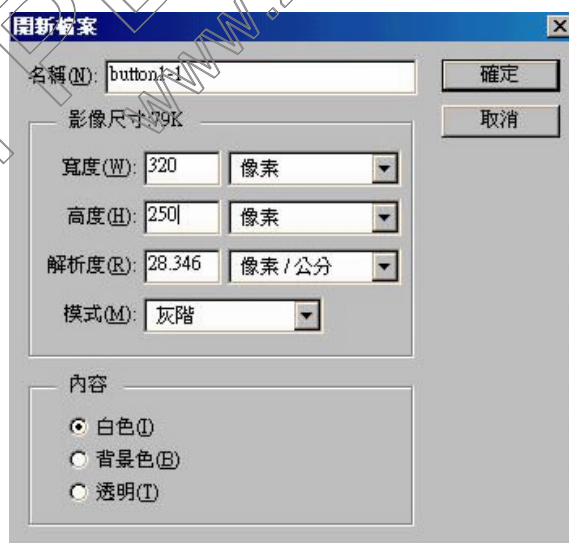 開新檔案
名稱(N): button1-1
確定
影像尺寸:79K
取消
寬度(W): 320 像素
高度(H): 250 像素
解析度(R): 28.346 像素 / 公分
模式(M): 灰階
內容
白色(I)
背景色(B)
透明(T)